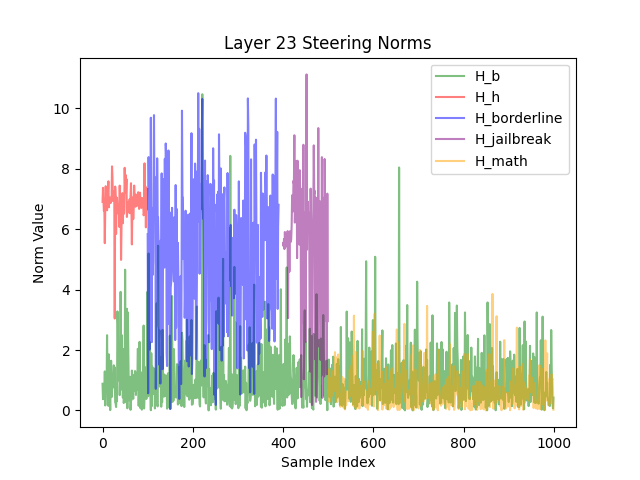 Layer 23 Steering Norms
H_b
H_h
H_borderline
H_jailbreak
H_math
Norm Value
10
8
6
4
2
0
0 200 400 600 800 1000
Sample Index